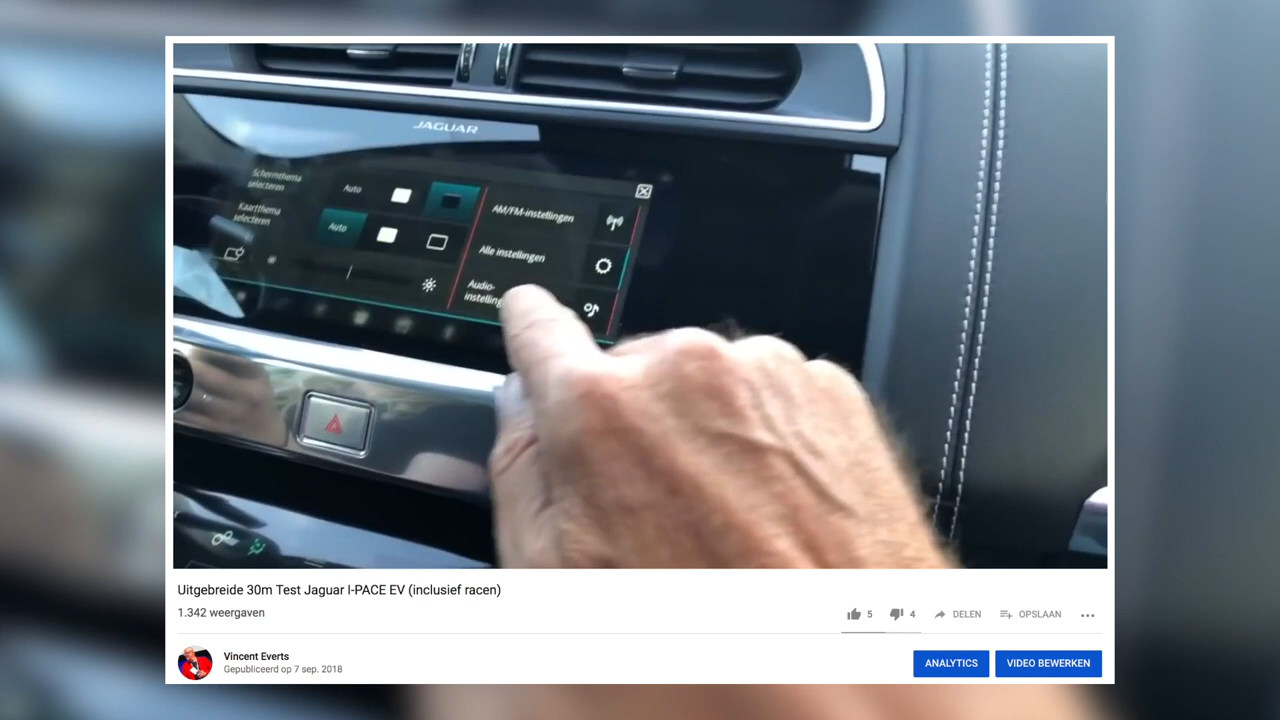 JAGUAR
Schermthema
selecteren
Auto
AM/FM-instellingen
Kaartthema
selecteren
Auto
Alle instellingen
Audio-
Uitgebreide 30m Test Jaguar I-PACE EV (inclusief racen)
1.342 weergaven
5
4
DELEN
OPSLAAN
Vincent Everts
Gepubliceerd op 7 sep. 2018
ANALYTICS
VIDEO BEWERKEN